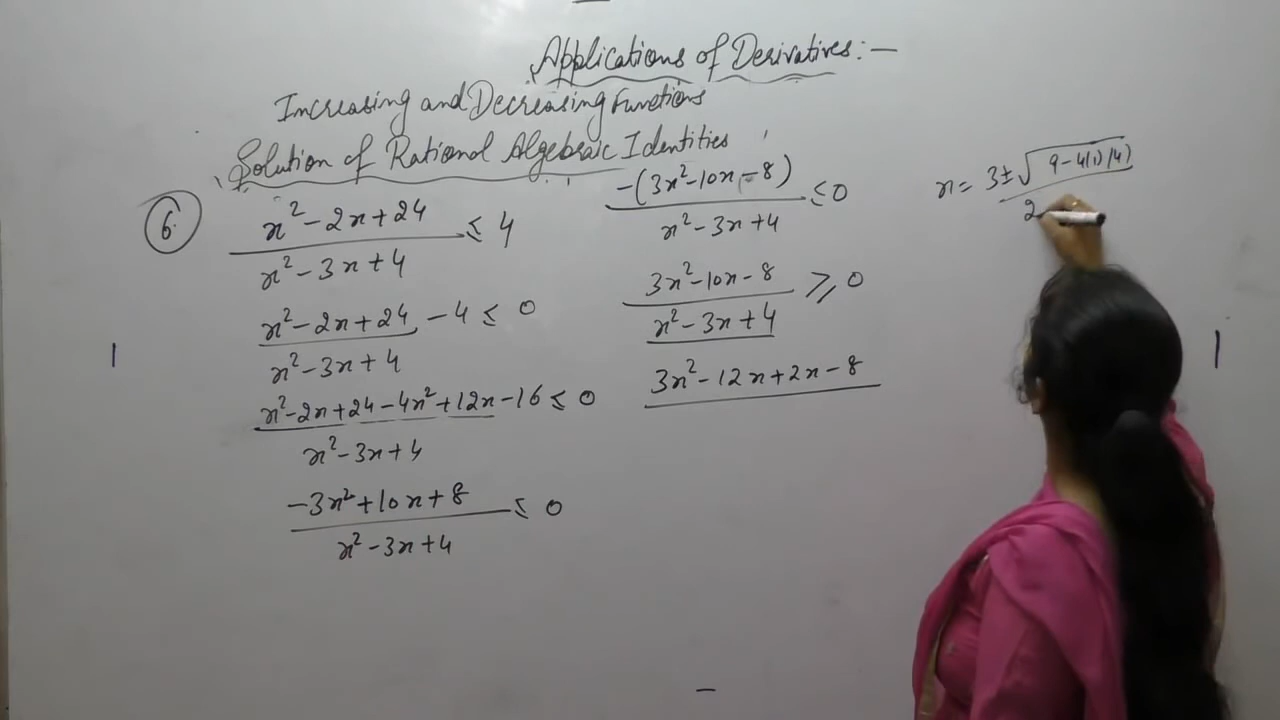 Applications of Derivatives:-
Increasing and Decreasing Functions
Solution of Rational Algebraic Identities
6.
(x² - 2x + 24)/(x² - 3x + 4) ≤ 4
(x² - 2x + 24)/(x² - 3x + 4) - 4 ≤ 0
(x² - 2x + 24 - 4x² + 12x - 16)/(x² - 3x + 4) ≤ 0
(-3x² + 10x + 8)/(x² - 3x + 4) ≤ 0
-(3x² - 10x - 8)/(x² - 3x + 4) ≤ 0
(3x² - 10x - 8)/(x² - 3x + 4) ≥ 0
3x² - 12x + 2x - 8
x = (3 ± √(9 - 4(1)(4)))/2